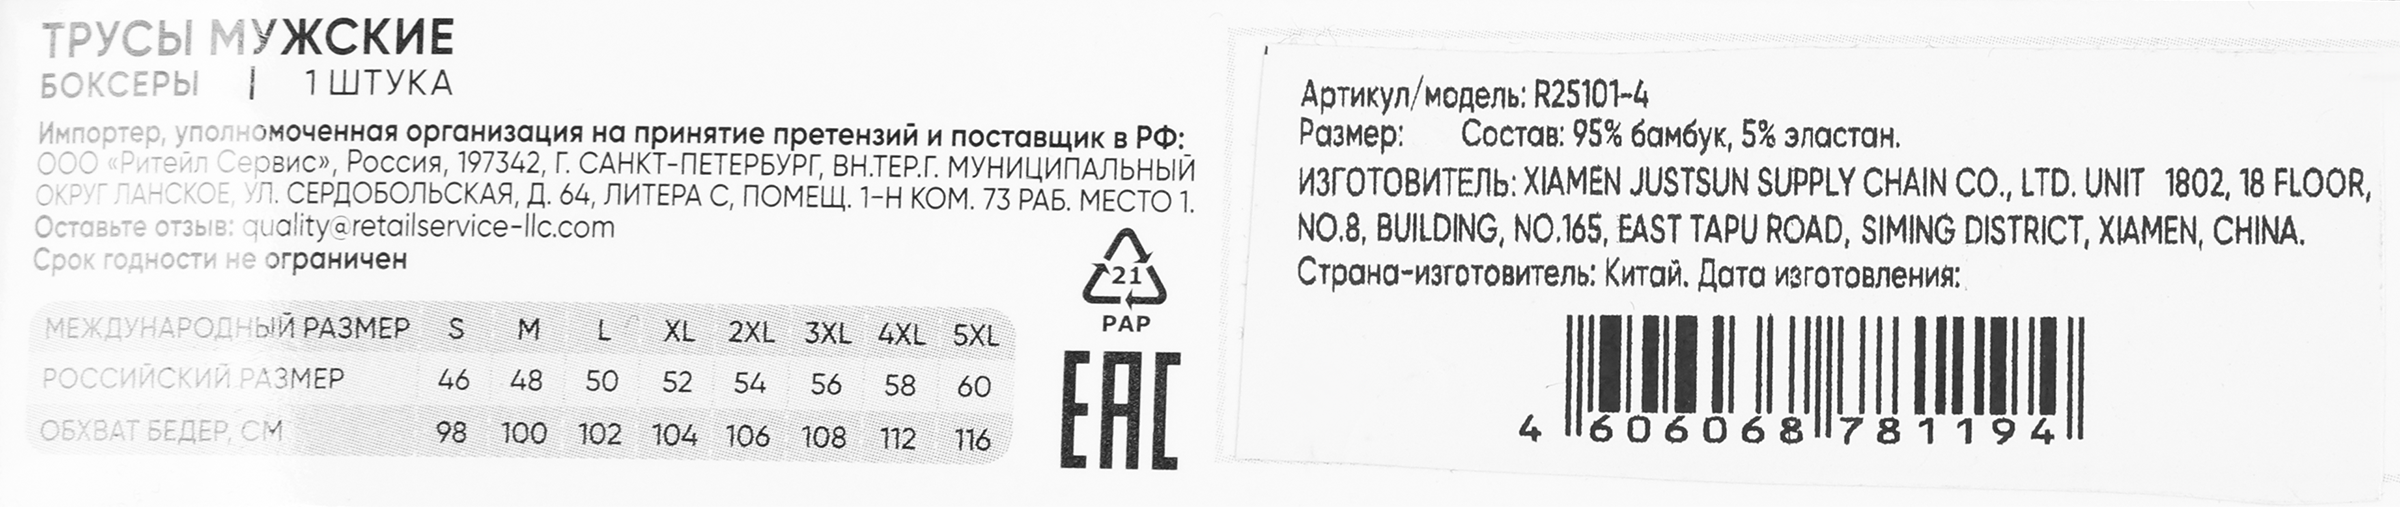 ТРУСЫ МУЖСКИЕ
БОКСЕРЫ | 1 ШТУКА
Импортер, уполномоченная организация на принятие претензий и поставщик в РФ:
ООО «Ритейл Сервис», Россия, 197342, Г. САНКТ-ПЕТЕРБУРГ, ВН.ТЕР.Г. МУНИЦИПАЛЬНЫЙ
ОКРУГ ЛАНСКОЕ, УЛ. СЕРДОБОЛЬСКАЯ, Д. 64, ЛИТЕРА С, ПОМЕЩ. 1-Н КОМ. 73 РАБ. МЕСТО 1.
Оставьте отзыв: quality@retailservice-llc.com
Срок годности не ограничен
МЕЖДУНАРОДНЫЙ РАЗМЕР S M L XL 2XL 3XL 4XL 5XL
РОССИЙСКИЙ РАЗМЕР 46 48 50 52 54 56 58 60
ОБХВАТ БЕДЕР, СМ 98 100 102 104 106 108 112 116
21
PAP
EAC
Артикул/модель: R25101-4
Размер: Состав: 95% бамбук, 5% эластан.
ИЗГОТОВИТЕЛЬ: XIAMEN JUSTSUN SUPPLY CHAIN CO., LTD. UNIT 1802, 18 FLOOR,
NO.8, BUILDING, NO.165, EAST TAPU ROAD, SIMING DISTRICT, XIAMEN, CHINA.
Страна-изготовитель: Китай. Дата изготовления:
4 606068 781194